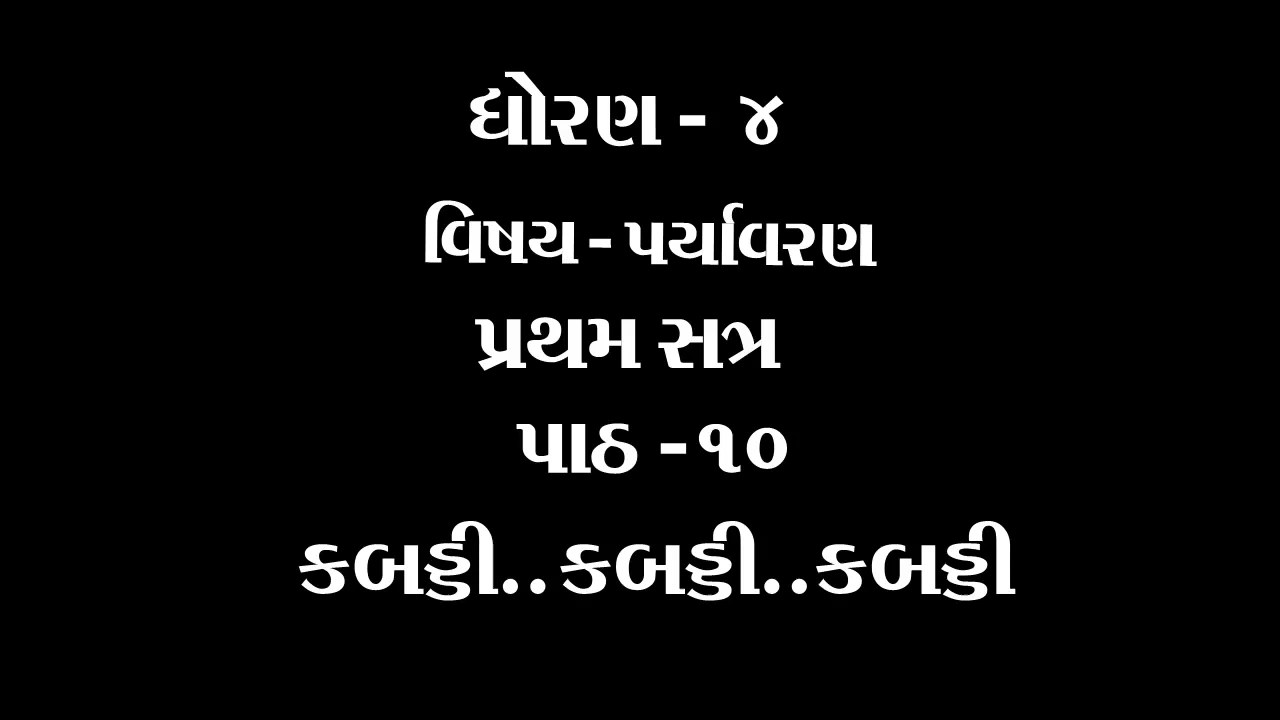 ધોરણ - ૪
વિષય - પર્યાવરણ
પ્રથમ સત્ર
પાઠ -૧૦
કબડ્ડી..કબડ્ડી..કબડ્ડી